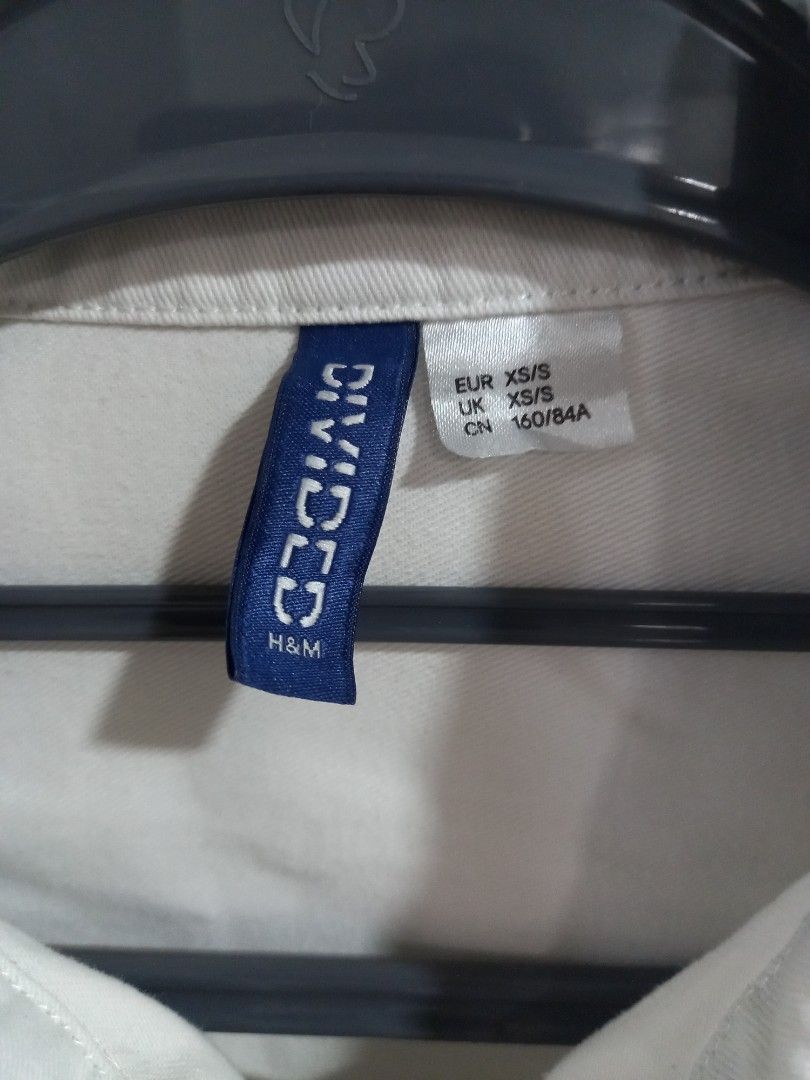 DIVIDED
H&M
EUR XS/S
UK XS/S
CN 160/84A